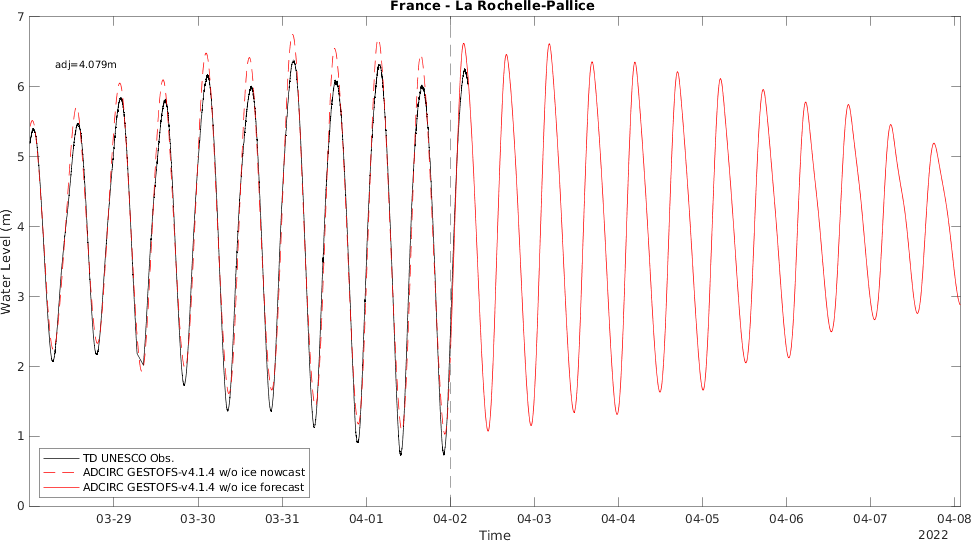 France - La Rochelle-Pallice
7
6
5
4
3
2
1
0
Water Level (m)
adj=4.079m
TD UNESCO Obs.
ADCIRC GESTOFS-v4.1.4 w/o ice nowcast
ADCIRC GESTOFS-v4.1.4 w/o ice forecast
03-29 03-30 03-31 04-01 04-02 04-03 04-04 04-05 04-06 04-07 04-08
Time
2022